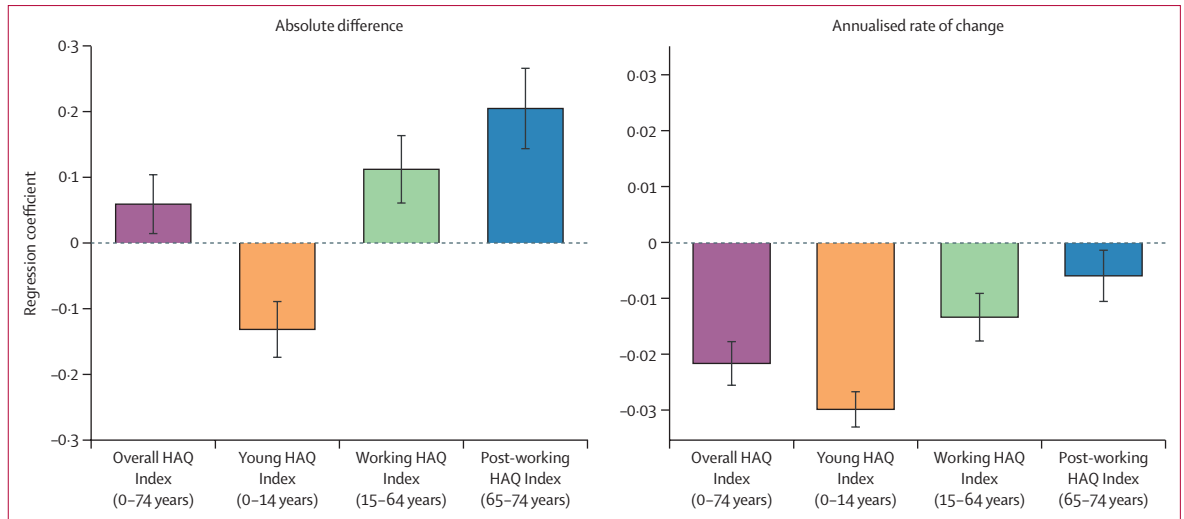 Absolute difference
0·3
0·2
0·1
0
–0·1
–0·2
–0·3
Regression coefficient
Overall HAQ
Index
(0–74 years)
Young HAQ
Index
(0–14 years)
Working HAQ
Index
(15–64 years)
Post-working
HAQ Index
(65–74 years)
Annualised rate of change
0·03
0·02
0·01
0
–0·01
–0·02
–0·03
Overall HAQ
Index
(0–74 years)
Young HAQ
Index
(0–14 years)
Working HAQ
Index
(15–64 years)
Post-working
HAQ Index
(65–74 years)